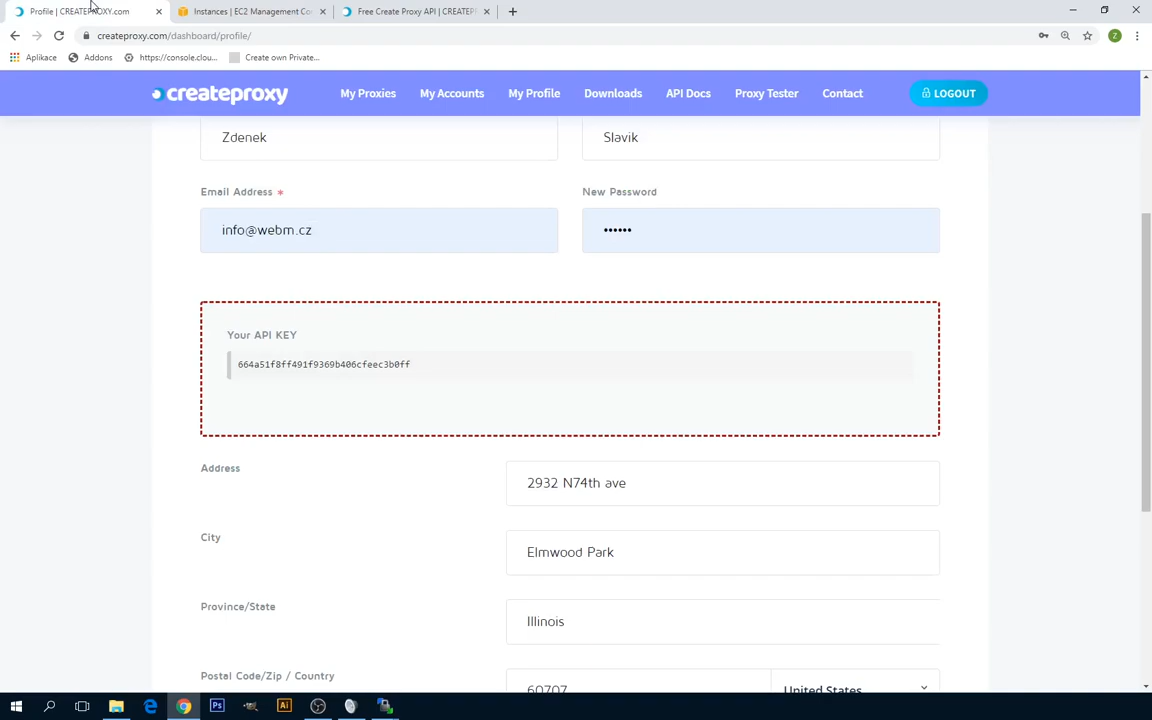 Profile | CREATEPROXY.com
Instances | EC2 Management Co
Free Create Proxy API | CREATEP
createproxy.com/dashboard/profile/
Z
Aplikace
Addons
https://console.clou...
Create own Private...
createproxy
My Proxies
My Accounts
My Profile
Downloads
API Docs
Proxy Tester
Contact
LOGOUT
Zdenek
Slavik
Email Address *
New Password
info@webm.cz
••••••
Your API KEY
664a51f8ff491f9369b406cfeec3b0ff
Address
2932 N74th ave
City
Elmwood Park
Province/State
Illinois
Postal Code/Zip / Country
60707
United States
Ps
Ai